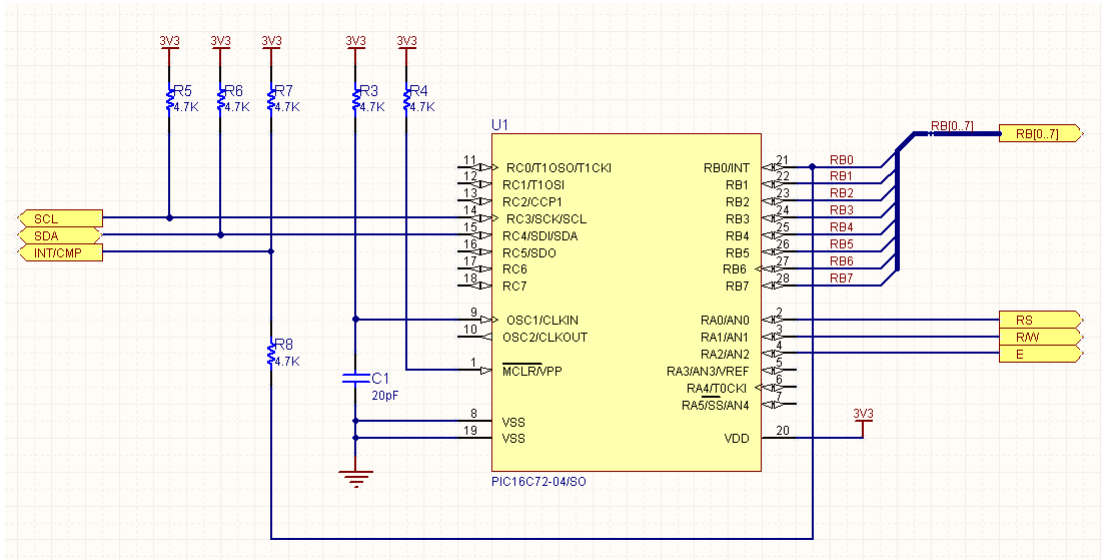 3V3 3V3 3V3 3V3 3V3
R5 R6 R7 R3 R4
4.7K 4.7K 4.7K 4.7K 4.7K
U1
RB[0..7] RB[0..7]
11 RC0/T1OSO/T1CKI RB0/INT 21 RB0
12 RC1/T1OSI RB1 22 RB1
13 RC2/CCP1 RB2 23 RB2
SCL 14 RC3/SCK/SCL RB3 24 RB3
SDA 15 RC4/SDI/SDA RB4 25 RB4
INT/CMP 16 RC5/SDO RB5 26 RB5
17 RC6 RB6 27 RB6
18 RC7 RB7 28 RB7
9 OSC1/CLKIN RA0/AN0 2 RS
10 OSC2/CLKOUT RA1/AN1 3 R/W
RA2/AN2 4 E
R8
4.7K
1 MCLR/VPP RA3/AN3/VREF 5
C1
20pF
RA4/T0CKI 6
RA5/SS/AN4 7
3V3
8 VSS
19 VSS VDD 20
PIC16C72-04/SO